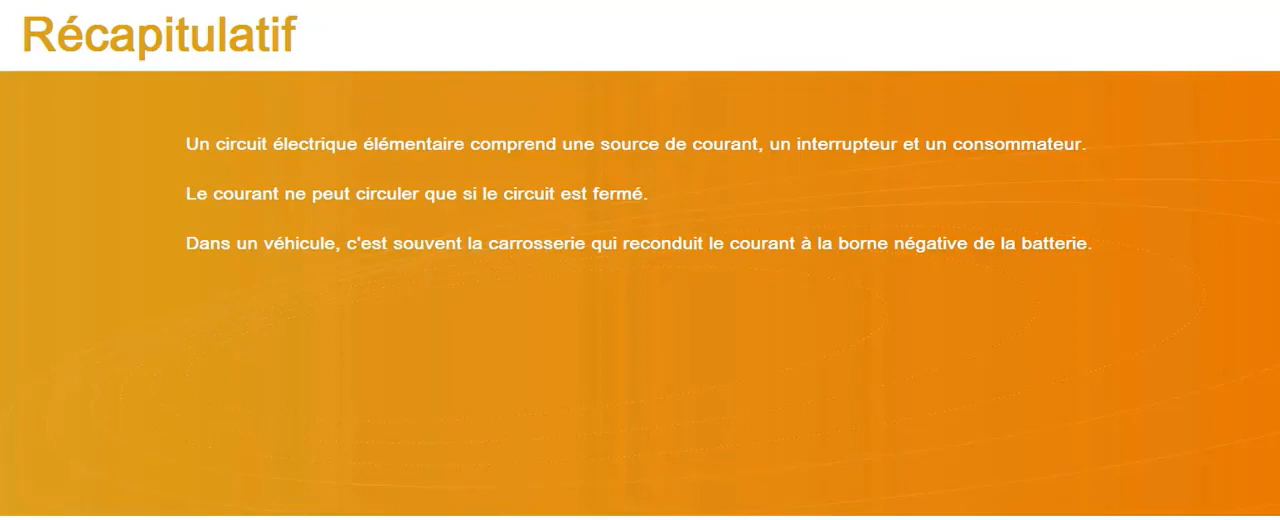 Récapitulatif
Un circuit électrique élémentaire comprend une source de courant, un interrupteur et un consommateur.
Le courant ne peut circuler que si le circuit est fermé.
Dans un véhicule, c'est souvent la carrosserie qui reconduit le courant à la borne négative de la batterie.